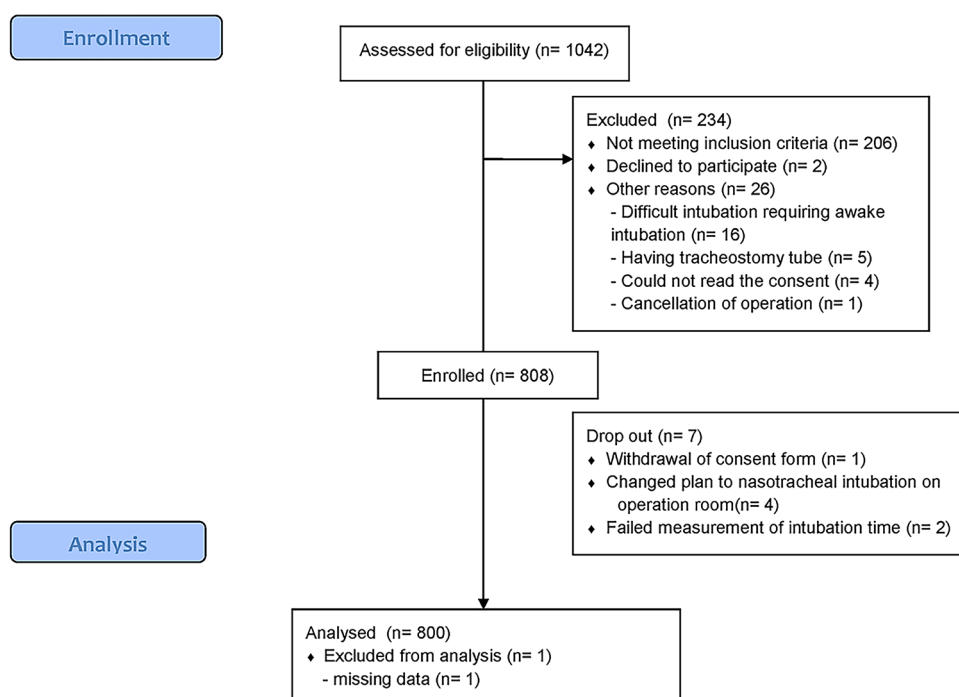 Enrollment
Assessed for eligibility (n= 1042)
Excluded (n= 234)
♦ Not meeting inclusion criteria (n= 206)
♦ Declined to participate (n= 2)
♦ Other reasons (n= 26)
- Difficult intubation requiring awake
intubation (n= 16)
- Having tracheostomy tube (n= 5)
- Could not read the consent (n= 4)
- Cancellation of operation (n= 1)
Enrolled (n= 808)
Drop out (n= 7)
♦ Withdrawal of consent form (n= 1)
♦ Changed plan to nasotracheal intubation on
operation room(n= 4)
♦ Failed measurement of intubation time (n= 2)
Analysis
Analysed (n= 800)
♦ Excluded from analysis (n= 1)
- missing data (n= 1)